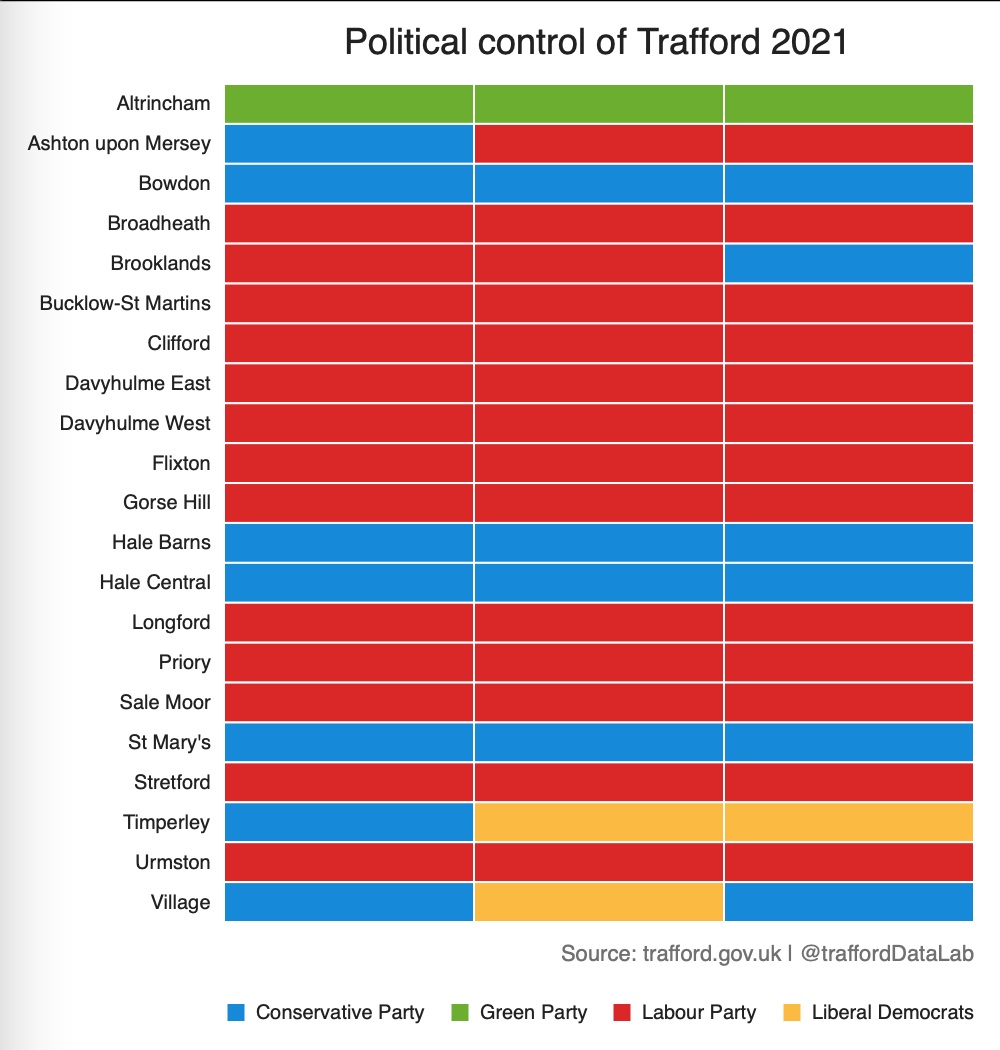 Political control of Trafford 2021
Altrincham
Ashton upon Mersey
Bowdon
Broadheath
Brooklands
Bucklow-St Martins
Clifford
Davyhulme East
Davyhulme West
Flixton
Gorse Hill
Hale Barns
Hale Central
Longford
Priory
Sale Moor
St Mary's
Stretford
Timperley
Urmston
Village
Source: trafford.gov.uk | @traffordDataLab
Conservative Party Green Party Labour Party Liberal Democrats